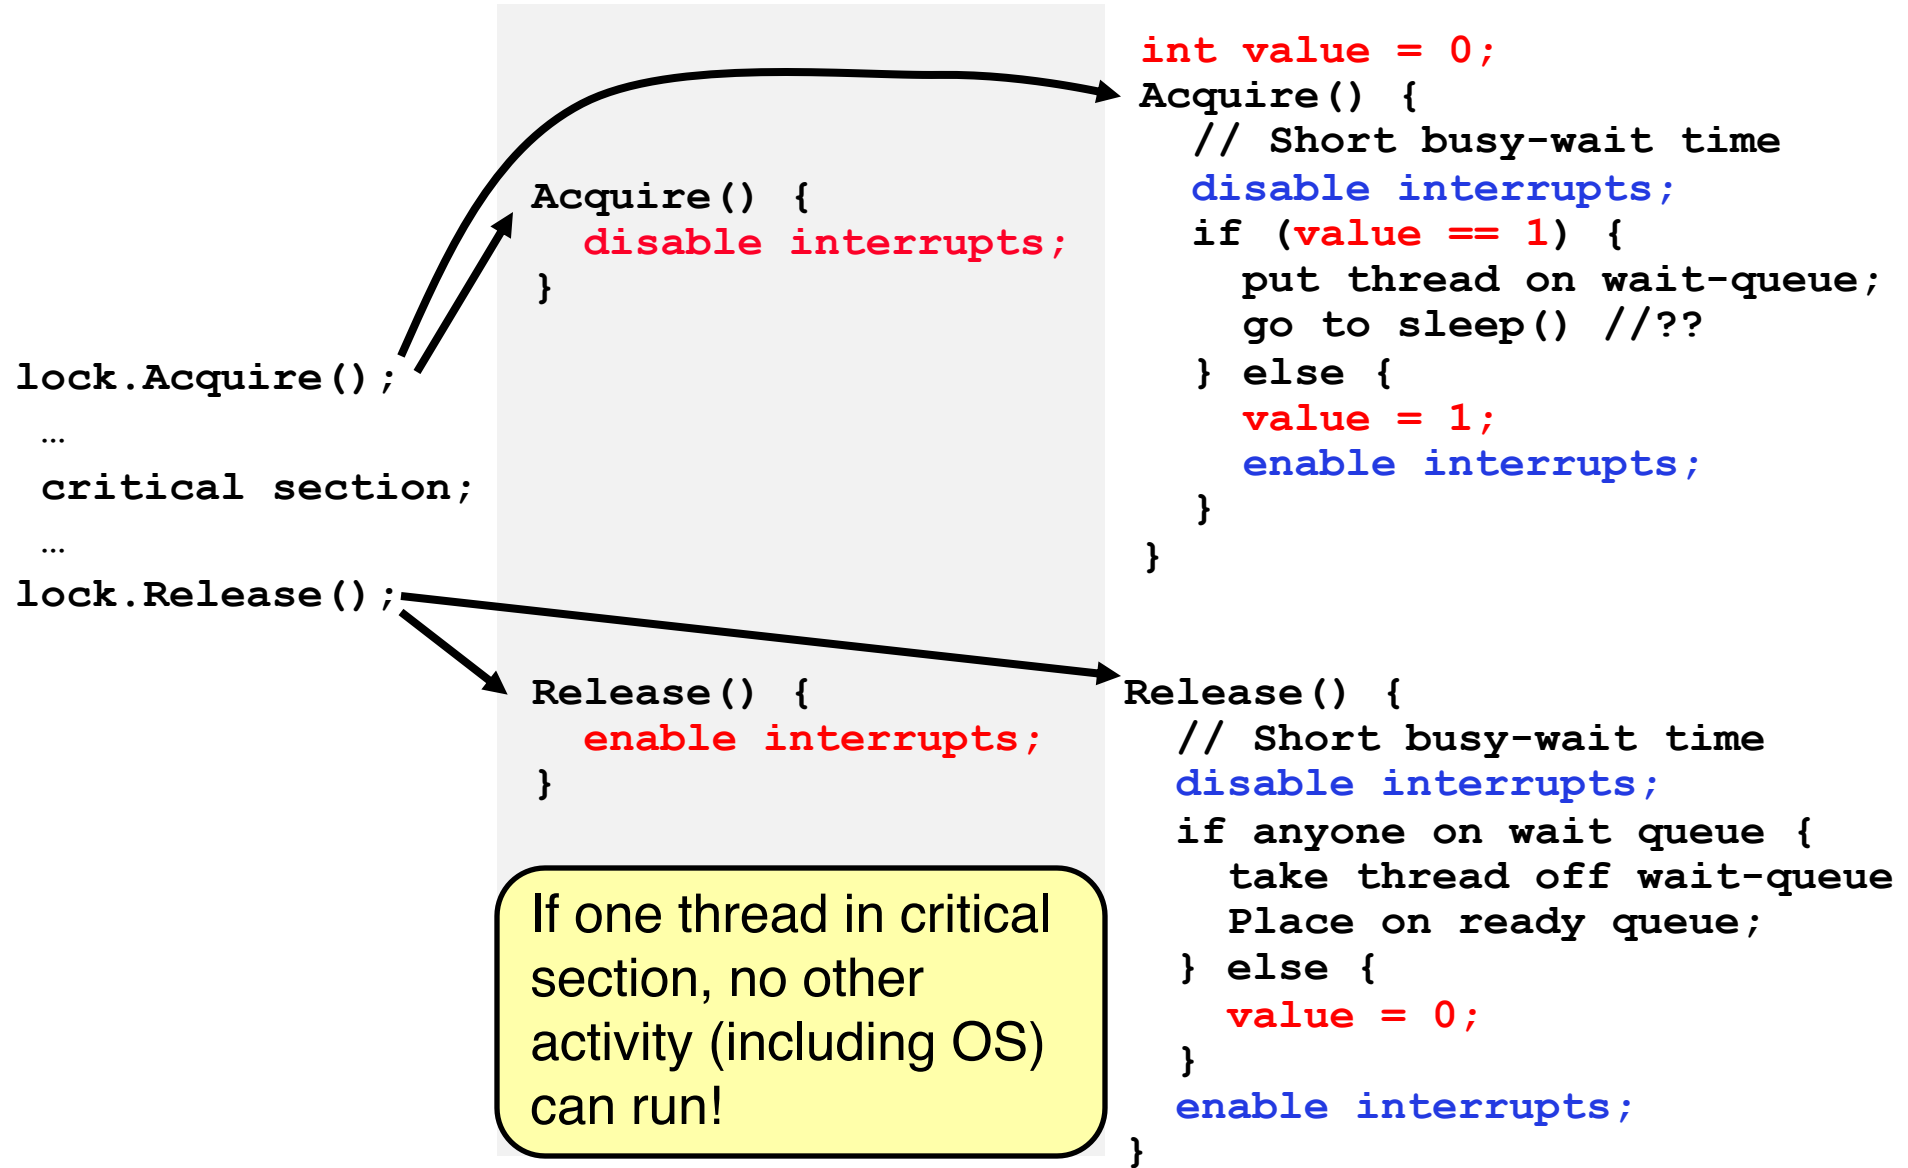 lock.Acquire();
…
critical section;
…
lock.Release();
Acquire() {
disable interrupts;
}
Release() {
enable interrupts;
}
If one thread in critical
section, no other
activity (including OS)
can run!
int value = 0;
Acquire() {
// Short busy-wait time
disable interrupts;
if (value == 1) {
put thread on wait-queue;
go to sleep() //??
} else {
value = 1;
enable interrupts;
}
}
Release() {
// Short busy-wait time
disable interrupts;
if anyone on wait queue {
take thread off wait-queue
Place on ready queue;
} else {
value = 0;
}
enable interrupts;
}